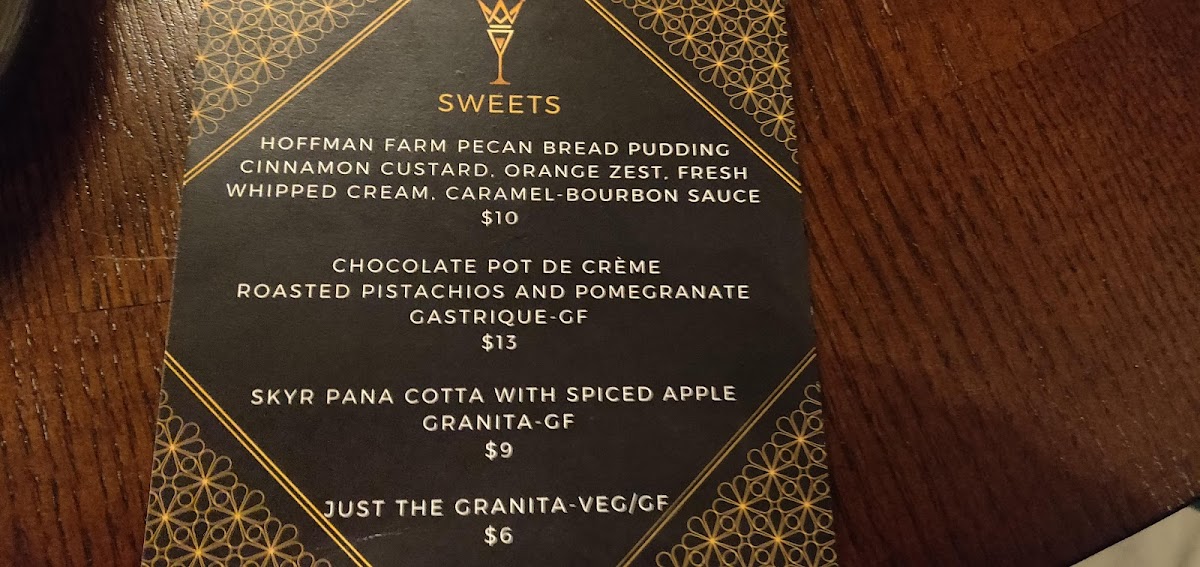 SWEETS
HOFFMAN FARM PECAN BREAD PUDDING
CINNAMON CUSTARD, ORANGE ZEST, FRESH
WHIPPED CREAM, CARAMEL-BOURBON SAUCE
$10
CHOCOLATE POT DE CRÈME
ROASTED PISTACHIOS AND POMEGRANATE
GASTRIQUE-GF
$13
SKYR PANA COTTA WITH SPICED APPLE
GRANITA-GF
$9
JUST THE GRANITA-VEG/GF
$6